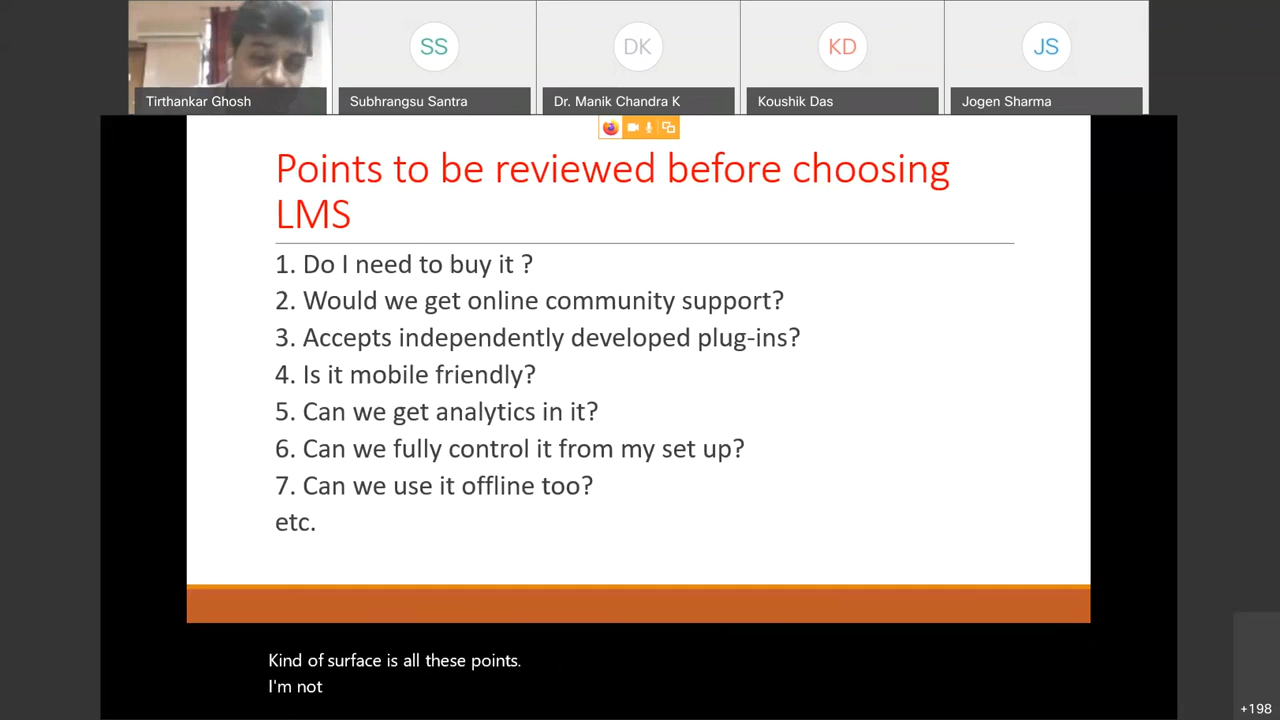 SS
DK
KD
JS
Tirthankar Ghosh
Subhrangsu Santra
Dr. Manik Chandra K
Koushik Das
Jogen Sharma
Points to be reviewed before choosing
LMS
1. Do I need to buy it ?
2. Would we get online community support?
3. Accepts independently developed plug-ins?
4. Is it mobile friendly?
5. Can we get analytics in it?
6. Can we fully control it from my set up?
7. Can we use it offline too?
etc.
Kind of surface is all these points.
I'm not
+198